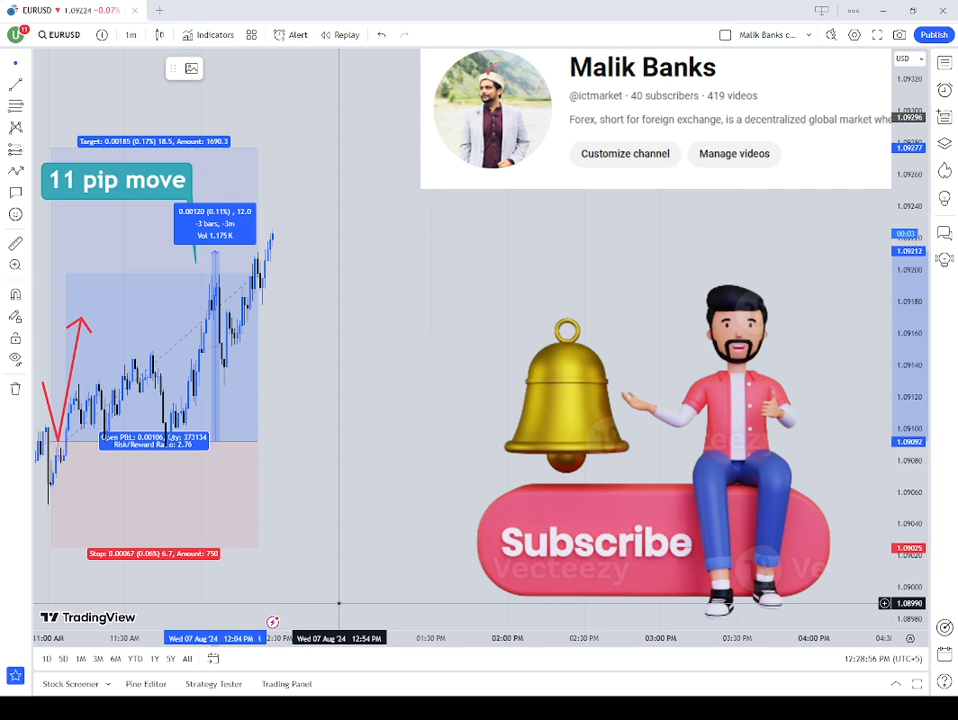 EURUSD ▼ 1.09224 -0.07%
U 11
EURUSD
1m
Indicators
Alert
Replay
Malik Banks c...
Publish
Malik Banks
@ictmarket · 40 subscribers · 419 videos
Forex, short for foreign exchange, is a decentralized global market whe
Customize channel
Manage videos
USD
1.09320
1.09296
1.09277
1.09260
1.09240
00:03
1.09212
1.09200
1.09180
1.09160
1.09140
1.09120
1.09100
1.09092
1.09080
1.09060
1.09040
1.09025
1.09000
1.08990
1.08980
Target: 0.00185 (0.17%) 18.5, Amount: 1690.3
11 pip move
0.00120 (0.11%) , 12.0
-3 bars, -3m
Vol 1.175 K
Open P&L: 0.00106, Qty: 373134
Risk/Reward Ratio: 2.76
Stop: 0.00067 (0.06%) 6.7, Amount: 750
Subscribe
Vecteezy
TradingView
11:00 AM
11:30 AM
Wed 07 Aug '24 12:04 PM
Wed 07 Aug '24 12:54 PM
01:30 PM
02:00 PM
02:30 PM
03:00 PM
03:30 PM
04:00 PM
1D 5D 1M 3M 6M YTD 1Y 5Y All
12:28:56 PM (UTC+5)
Stock Screener
Pine Editor
Strategy Tester
Trading Panel